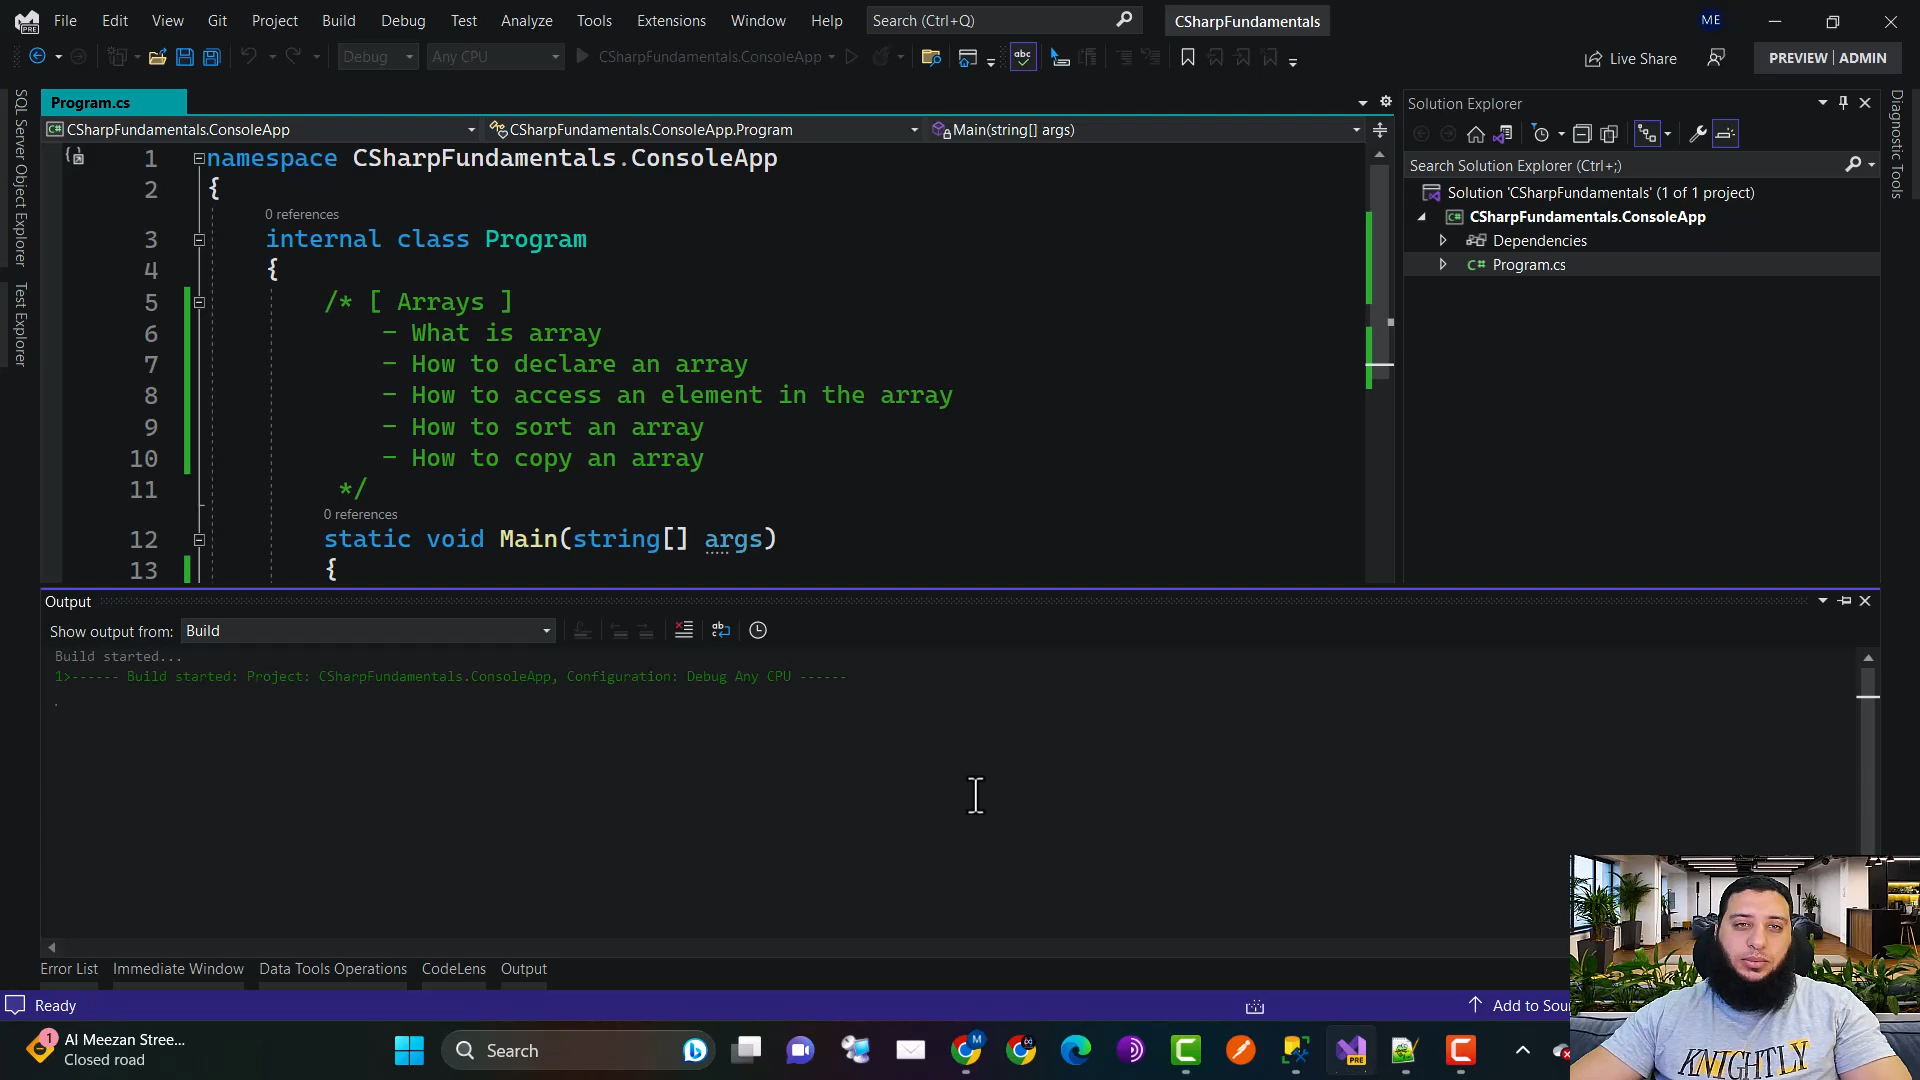 File Edit View Git Project Build Debug Test Analyze Tools Extensions Window Help Search (Ctrl+Q) CSharpFundamentals ME
Debug Any CPU CSharpFundamentals.ConsoleApp Live Share PREVIEW ADMIN
SQL Server Object Explorer
Test Explorer
Program.cs
CSharpFundamentals.ConsoleApp CSharpFundamentals.ConsoleApp.Program Main(string[] args)
1 namespace CSharpFundamentals.ConsoleApp
2 {
0 references
3 internal class Program
4 {
5 /* [ Arrays ]
6 - What is array
7 - How to declare an array
8 - How to access an element in the array
9 - How to sort an array
10 - How to copy an array
11 */
0 references
12 static void Main(string[] args)
13 {
Solution Explorer
Search Solution Explorer (Ctrl+;)
Solution 'CSharpFundamentals' (1 of 1 project)
CSharpFundamentals.ConsoleApp
Dependencies
C# Program.cs
Diagnostic Tools
Output
Show output from: Build
Build started...
1>------ Build started: Project: CSharpFundamentals.ConsoleApp, Configuration: Debug Any CPU ------
Error List Immediate Window Data Tools Operations CodeLens Output
Ready Add to Sou
1 Al Meezan Stree...
Closed road
Search
PRE
KNIGHTLY